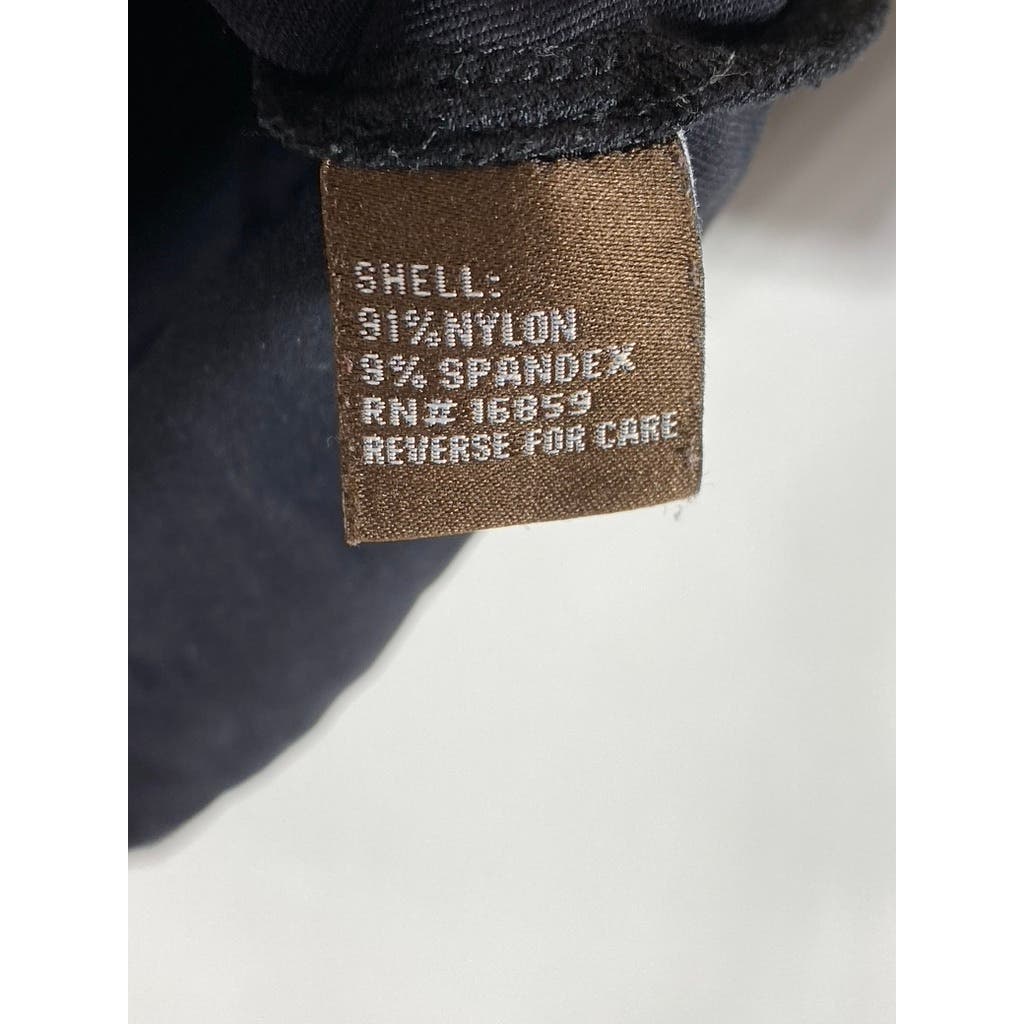 SHELL:
91%NYLON
9% SPANDEX
RN# 16859
REVERSE FOR CARE